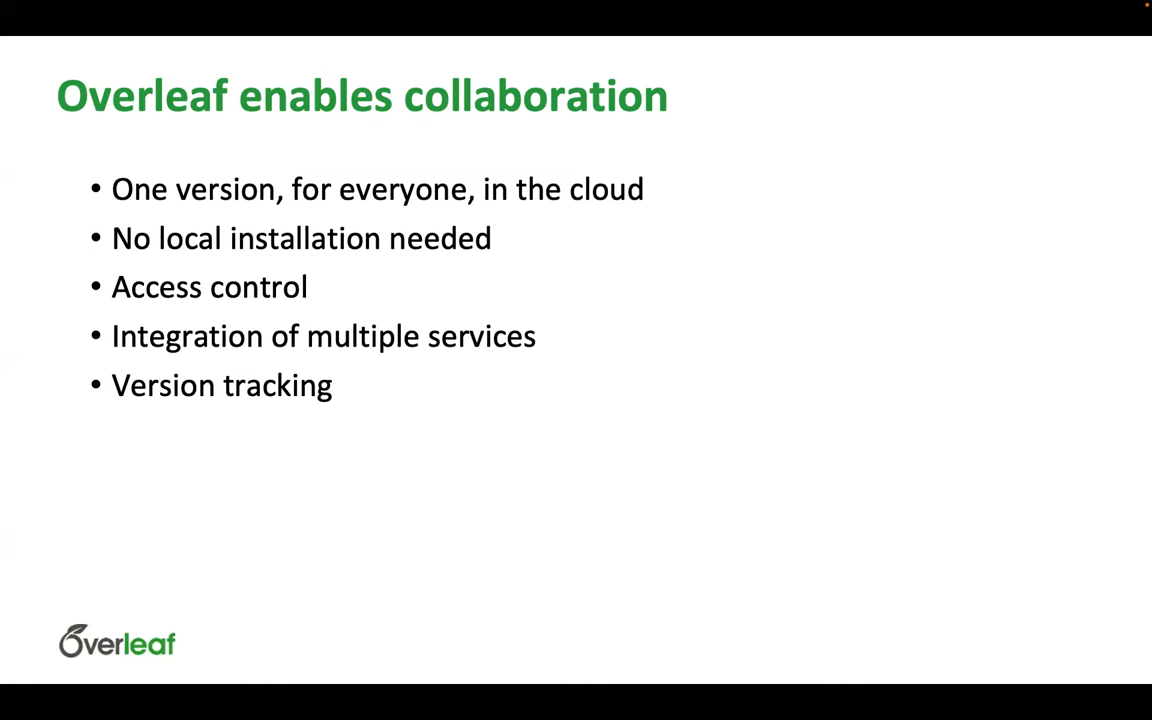 Overleaf enables collaboration
• One version, for everyone, in the cloud
• No local installation needed
• Access control
• Integration of multiple services
• Version tracking
Overleaf